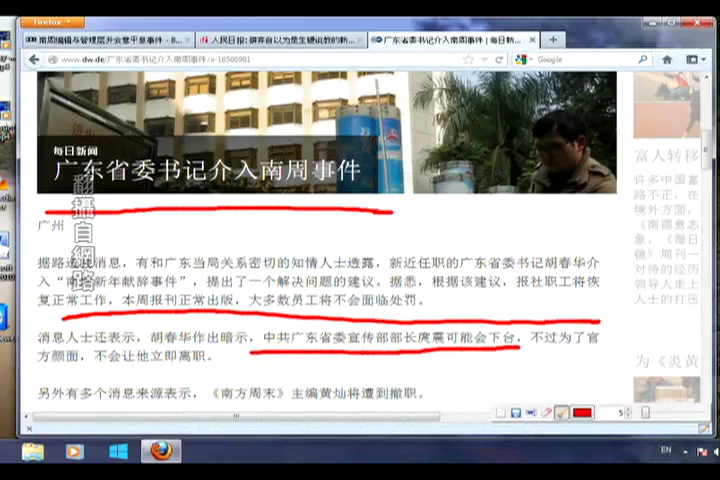 Firefox
南周编辑与管理层开会意平息事件 - B...
人民日报: 摒弃自以为是生硬说教的新...
广东省委书记介入南周事件 | 每日新...
www.dw.de/广东省委书记介入南周事件/a-16506981
Google
每日新闻
广东省委书记介入南周事件
翻攝自網路
广州
据路透社消息，有和广东当局关系密切的知情人士透露，新近任职的广东省委书记胡春华介
入“南周新年献辞事件”，提出了一个解决问题的建议。据悉，根据该建议，报社职工将恢
复正常工作，本周报刊正常出版，大多数员工将不会面临处罚。
消息人士还表示，胡春华作出暗示，中共广东省委宣传部部长庹震可能会下台，不过为了官
方颜面，不会让他立即离职。
另外有多个消息来源表示，《南方周末》主编黄灿将遭到撤职。
富人转移
许多中国富
路不正，在
境外方面，
《南德意志
象。《每日
镜》周刊一
对待的经历
领导人走上
人士的打压
为《炎黄
5
EN